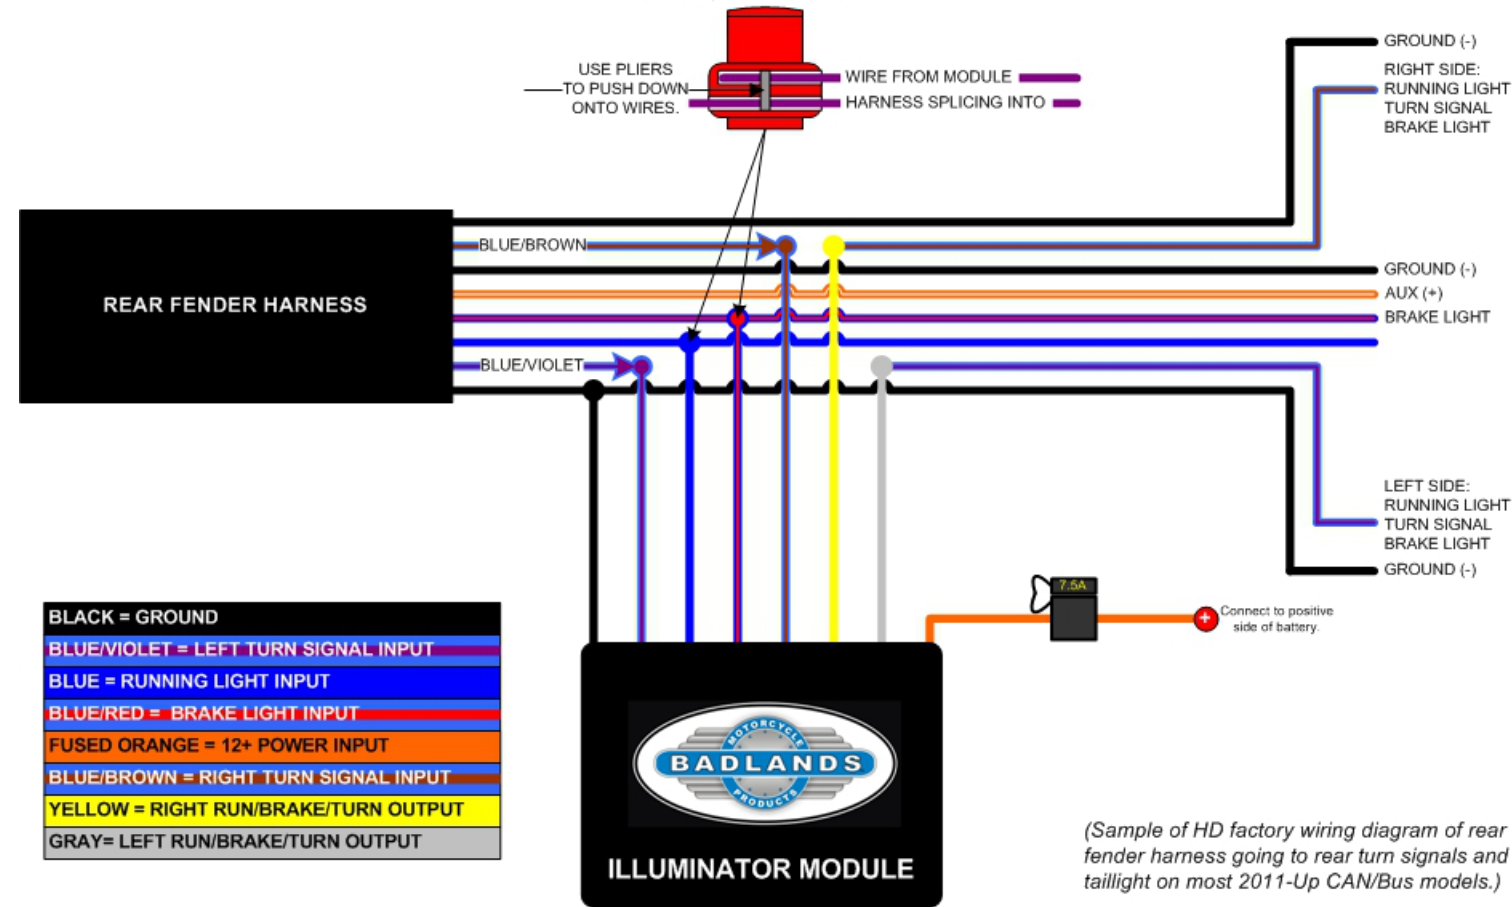 USE PLIERS
TO PUSH DOWN
ONTO WIRES.
WIRE FROM MODULE
HARNESS SPLICING INTO
GROUND (-)
RIGHT SIDE:
RUNNING LIGHT
TURN SIGNAL
BRAKE LIGHT
REAR FENDER HARNESS
BLUE/BROWN
BLUE/VIOLET
GROUND (-)
AUX (+)
BRAKE LIGHT
LEFT SIDE:
RUNNING LIGHT
TURN SIGNAL
BRAKE LIGHT
GROUND (-)
7.5A
+
Connect to positive
side of battery.
BLACK = GROUND
BLUE/VIOLET = LEFT TURN SIGNAL INPUT
BLUE = RUNNING LIGHT INPUT
BLUE/RED = BRAKE LIGHT INPUT
FUSED ORANGE = 12+ POWER INPUT
BLUE/BROWN = RIGHT TURN SIGNAL INPUT
YELLOW = RIGHT RUN/BRAKE/TURN OUTPUT
GRAY= LEFT RUN/BRAKE/TURN OUTPUT
MOTORCYCLE
BADLANDS
PRODUCTS
ILLUMINATOR MODULE
(Sample of HD factory wiring diagram of rear
fender harness going to rear turn signals and
taillight on most 2011-Up CAN/Bus models.)